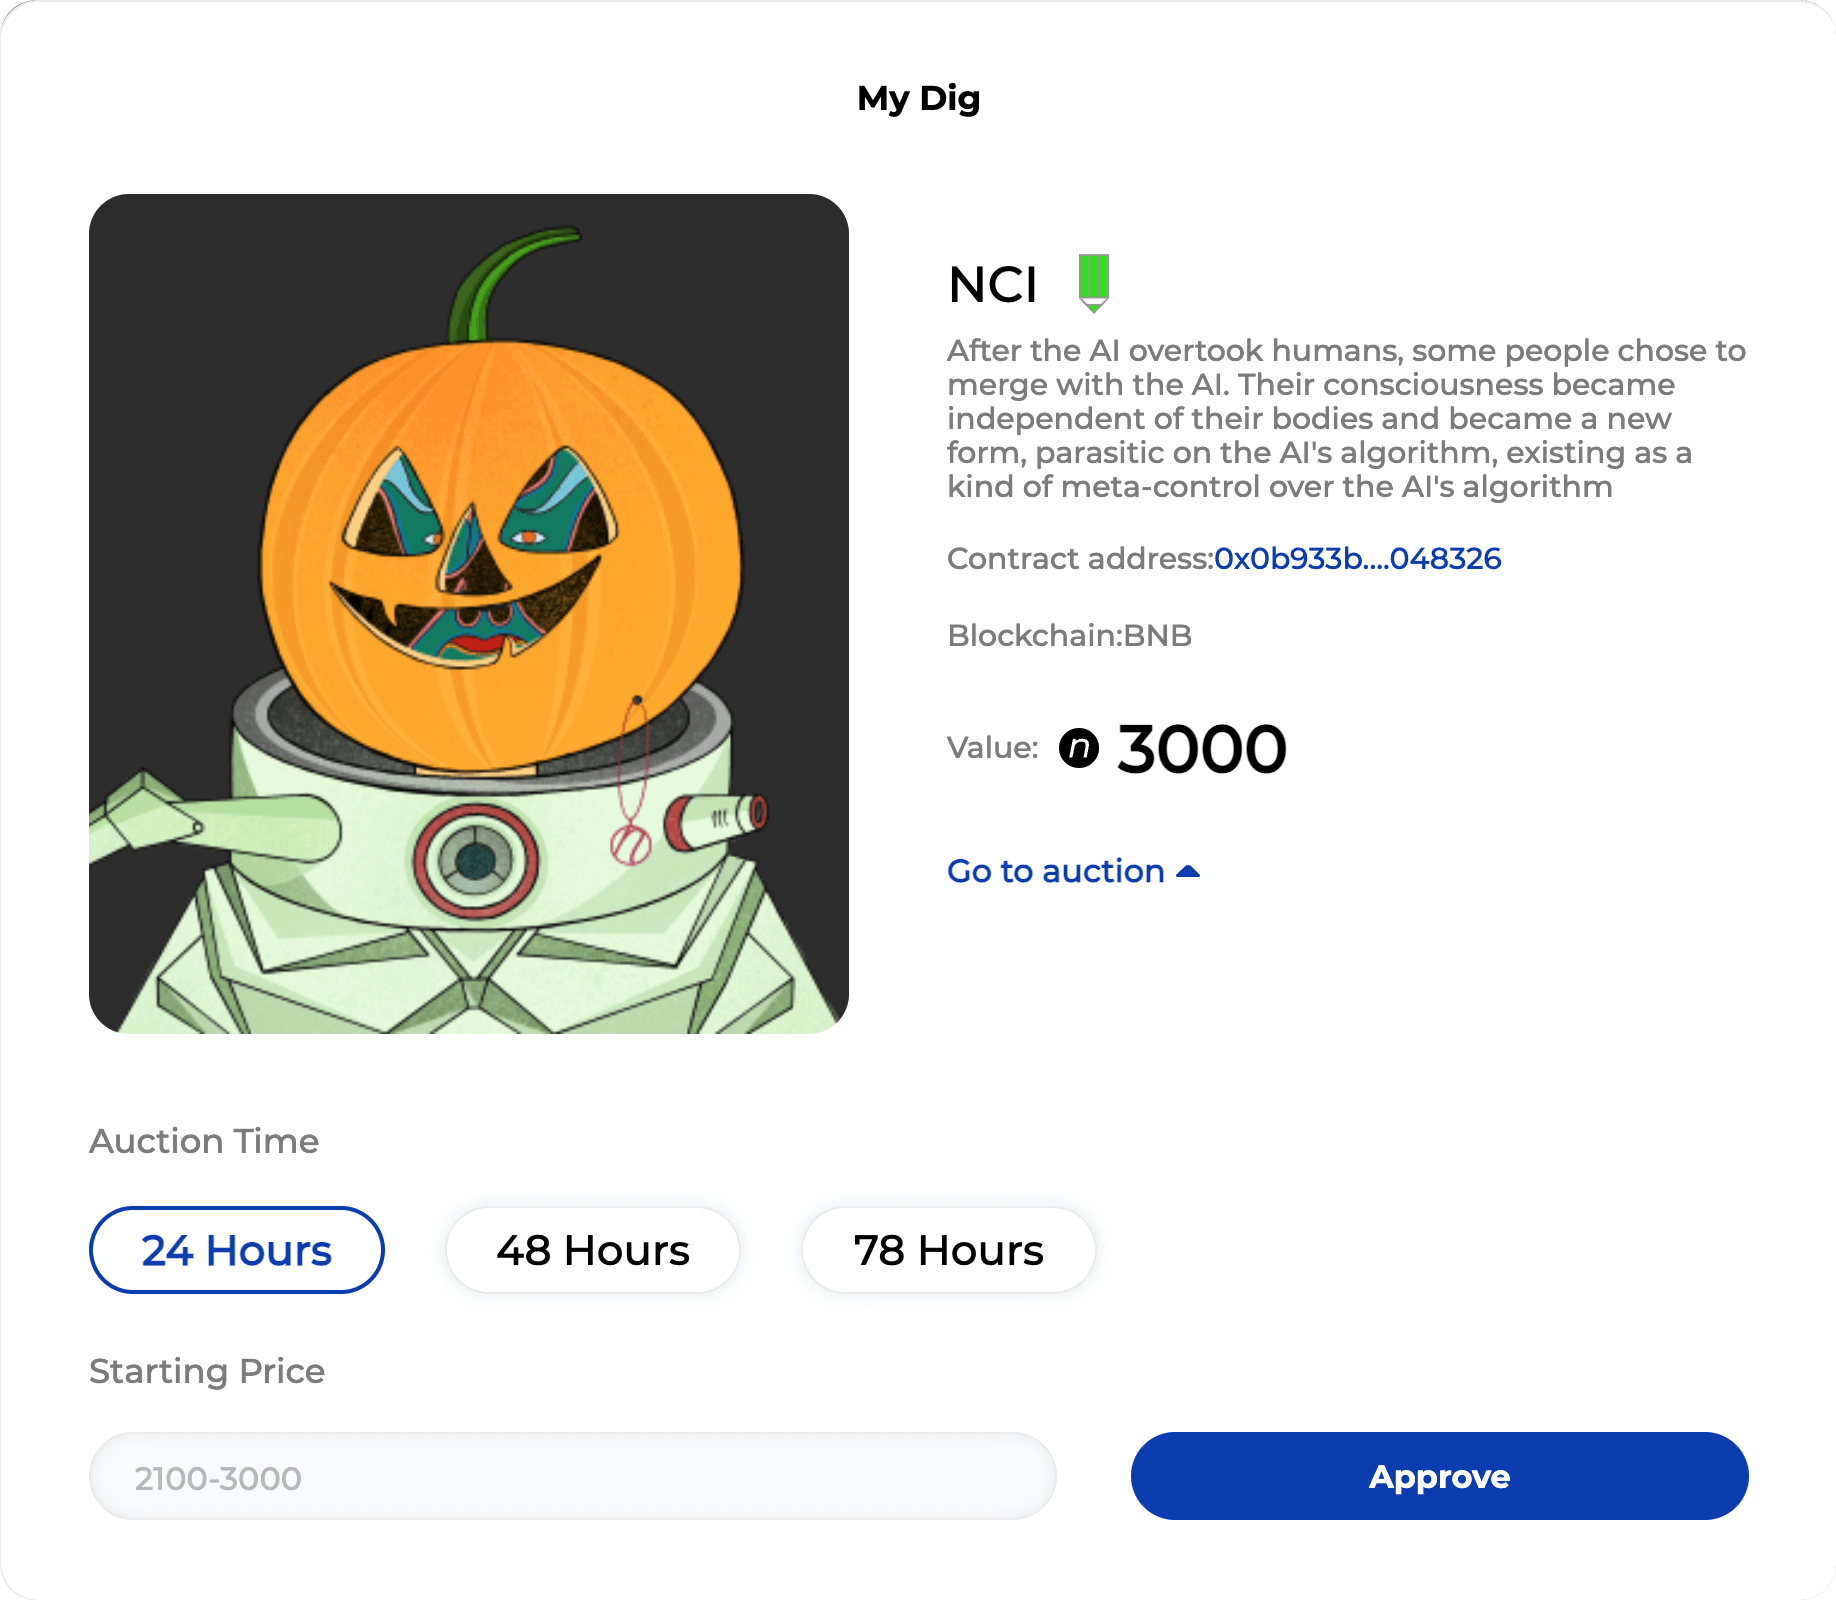 My Dig
NCI
After the AI overtook humans, some people chose to
merge with the AI. Their consciousness became
independent of their bodies and became a new
form, parasitic on the AI's algorithm, existing as a
kind of meta-control over the AI's algorithm
Contract address:0x0b933b....048326
Blockchain:BNB
Value: n 3000
Go to auction
Auction Time
24 Hours
48 Hours
78 Hours
Starting Price
2100-3000
Approve